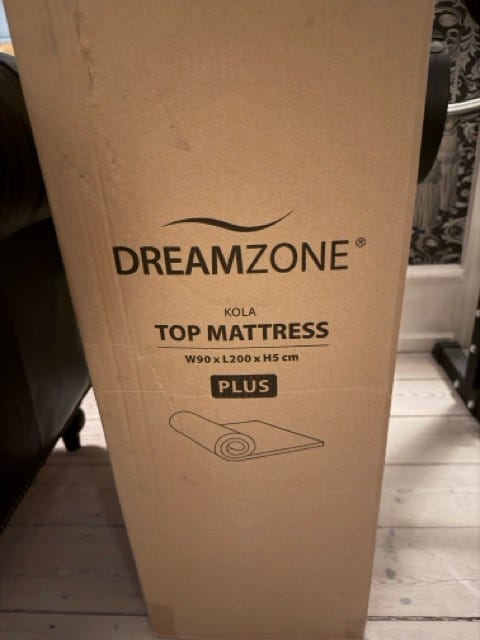 DREAMZONE®
KOLA
TOP MATTRESS
W90 x L200 x H5 cm
PLUS